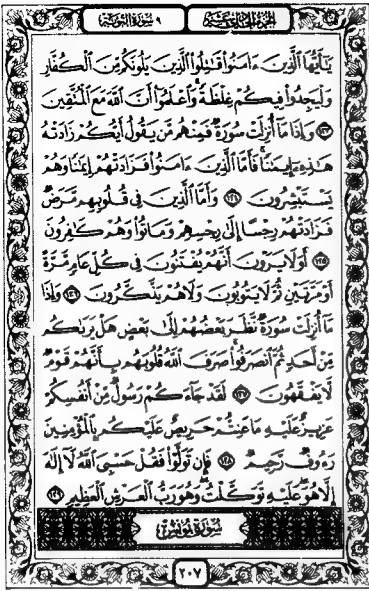 الجزء الحادي عشر ٩ سورة التوبة
يَٰٓأَيُّهَا ٱلَّذِينَ ءَامَنُوا۟ قَٰتِلُوا۟ ٱلَّذِينَ يَلُونَكُم مِّنَ ٱلْكُفَّارِ
وَلْيَجِدُوا۟ فِيكُمْ غِلْظَةً وَٱعْلَمُوٓا۟ أَنَّ ٱللَّهَ مَعَ ٱلْمُتَّقِينَ
١٢٣ وَإِذَا مَآ أُنزِلَتْ سُورَةٌ فَمِنْهُم مَّن يَقُولُ أَيُّكُمْ زَادَتْهُ
هَٰذِهِۦٓ إِيمَٰنًا فَأَمَّا ٱلَّذِينَ ءَامَنُوا۟ فَزَادَتْهُمْ إِيمَٰنًا وَهُمْ
يَسْتَبْشِرُونَ ١٢٤ وَأَمَّا ٱلَّذِينَ فِى قُلُوبِهِم مَّرَضٌ
فَزَادَتْهُمْ رِجْسًا إِلَىٰ رِجْسِهِمْ وَمَاتُوا۟ وَهُمْ كَٰفِرُونَ
١٢٥ أَوَلَا يَرَوْنَ أَنَّهُمْ يُفْتَنُونَ فِى كُلِّ عَامٍ مَّرَّةً
أَوْ مَرَّتَيْنِ ثُمَّ لَا يَتُوبُونَ وَلَا هُمْ يَذَّكَّرُونَ ١٢٦ وَإِذَا
مَآ أُنزِلَتْ سُورَةٌ نَّظَرَ بَعْضُهُمْ إِلَىٰ بَعْضٍ هَلْ يَرَىٰكُم
مِّنْ أَحَدٍ ثُمَّ ٱنصَرَفُوا۟ صَرَفَ ٱللَّهُ قُلُوبَهُم بِأَنَّهُمْ قَوْمٌ
لَّا يَفْقَهُونَ ١٢٧ لَقَدْ جَآءَكُمْ رَسُولٌ مِّنْ أَنفُسِكُمْ
عَزِيزٌ عَلَيْهِ مَا عَنِتُّمْ حَرِيصٌ عَلَيْكُم بِٱلْمُؤْمِنِينَ
رَءُوفٌ رَّحِيمٌ ١٢٨ فَإِن تَوَلَّوْا۟ فَقُلْ حَسْبِىَ ٱللَّهُ لَآ إِلَٰهَ
إِلَّا هُوَ عَلَيْهِ تَوَكَّلْتُ وَهُوَ رَبُّ ٱلْعَرْشِ ٱلْعَظِيمِ ١٢٩
سُورَةُ يُونُسَ
٢٠٧